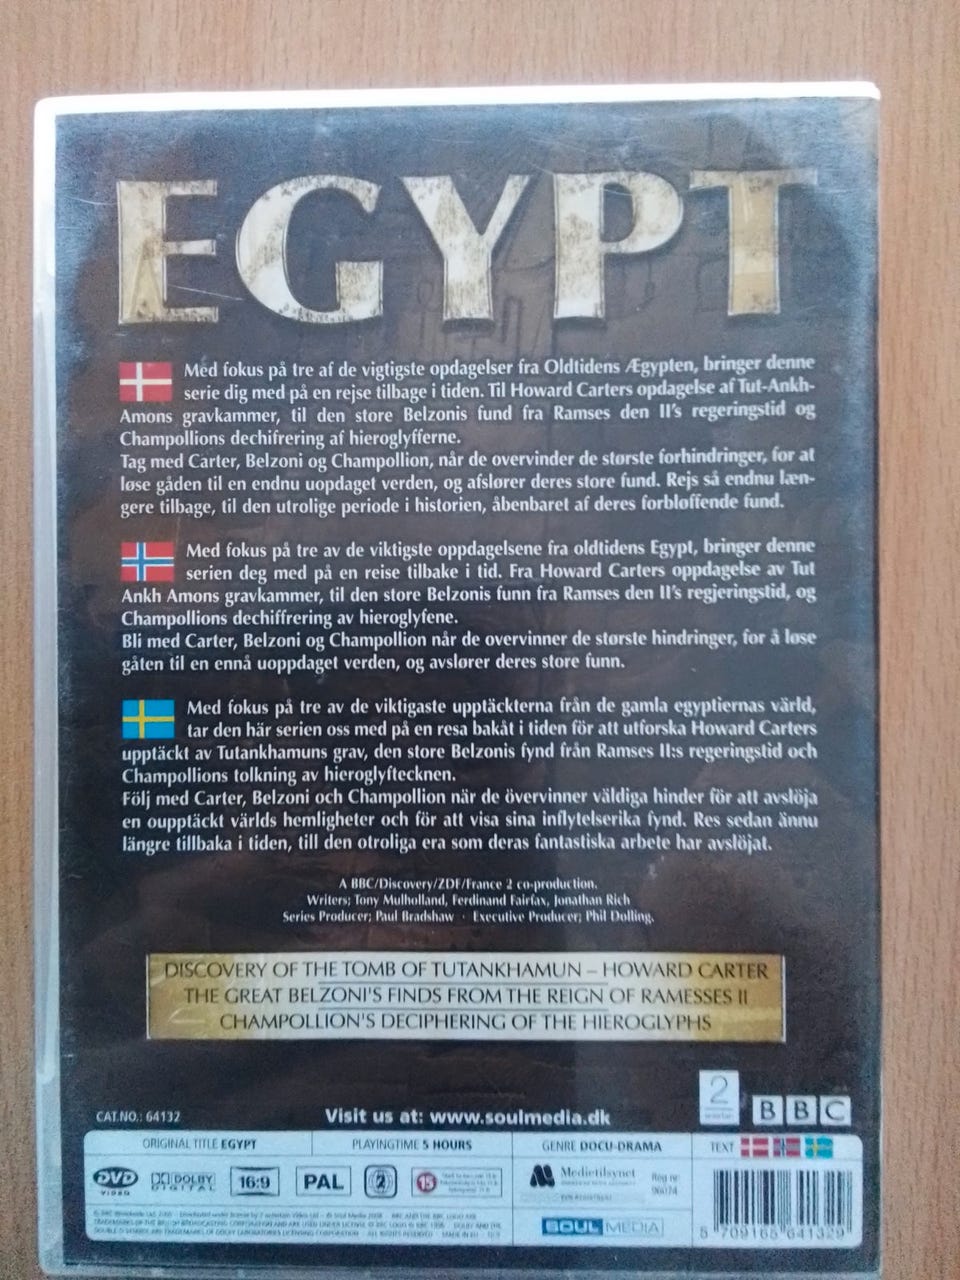 EGYPT
Med fokus på tre af de vigtigste opdagelser fra Oldtidens Ægypten, bringer denne
serie dig med på en rejse tilbage i tiden. Til Howard Carters opdagelse af Tut-Ankh-
Amons gravkammer, til den store Belzonis fund fra Ramses den II's regeringstid og
Champollions dechifrering af hieroglyfferne.
Tag med Carter, Belzoni og Champollion, når de overvinder de største forhindringer, for at
løse gåden til en endnu uopdaget verden, og afslører deres store fund. Rejs så endnu læn-
gere tilbage, til den utrolige periode i historien, åbenbaret af deres forbløffende fund.
Med fokus på tre av de viktigste oppdagelsene fra oldtidens Egypt, bringer denne
serien deg med på en reise tilbake i tid. Fra Howard Carters oppdagelse av Tut
Ankh Amons gravkammer, til den store Belzonis funn fra Ramses den II's regjeringstid, og
Champollions dechiffrering av hieroglyfene.
Bli med Carter, Belzoni og Champollion når de overvinner de største hindringer, for å løse
gåten til en ennå uoppdaget verden, og avslører deres store funn.
Med fokus på tre av de viktigaste upptäckterna från de gamla egyptiernas värld,
tar den här serien oss med på en resa bakåt i tiden för att utforska Howard Carters
upptäckt av Tutankhamuns grav, den store Belzonis fynd från Ramses II:s regeringstid och
Champollions tolkning av hieroglyftecknen.
Följ med Carter, Belzoni och Champollion när de övervinner väldiga hinder för att avslöja
en oupptäckt världs hemligheter och för att visa sina inflytelserika fynd. Res sedan ännu
längre tillbaka i tiden, till den otroliga era som deras fantastiska arbete har avslöjat.
A BBC/Discovery/ZDF/France 2 co-production.
Writers; Tony Mulholland, Ferdinand Fairfax, Jonathan Rich
Series Producer; Paul Bradshaw · Executive Producer; Phil Dolling.
DISCOVERY OF THE TOMB OF TUTANKHAMUN – HOWARD CARTER
THE GREAT BELZONI'S FINDS FROM THE REIGN OF RAMESSES II
CHAMPOLLION'S DECIPHERING OF THE HIEROGLYPHS
CAT.NO.: 64132
Visit us at: www.soulmedia.dk
2
BBC
ORIGINAL TITLE EGYPT
PLAYINGTIME 5 HOURS
GENRE DOCU-DRAMA
TEXT
DVD VIDEO
DOLBY DIGITAL
16:9
PAL
2
15
Medietilsynet
Reg nr
SOUL MEDIA
5 709165 641329